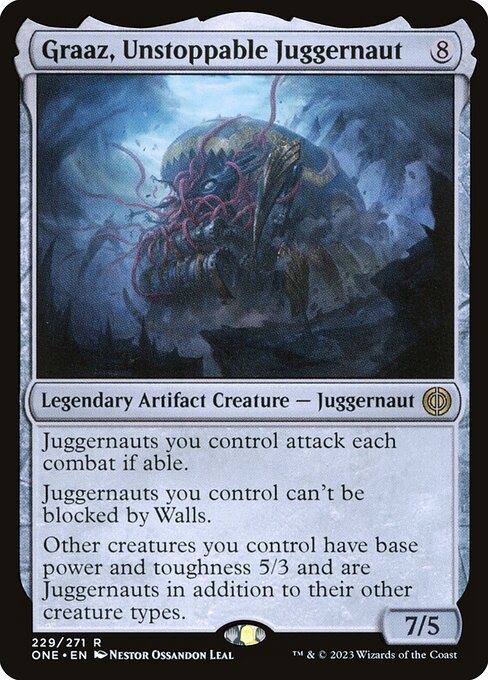 Graaz, Unstoppable Juggernaut 8
Legendary Artifact Creature — Juggernaut
Juggernauts you control attack each
combat if able.
Juggernauts you control can't be
blocked by Walls.
Other creatures you control have base
power and toughness 5/3 and are
Juggernauts in addition to their other
creature types.
7/5
229/271 R
ONE • EN Nestor Ossandon Leal
™ & © 2023 Wizards of the Coast